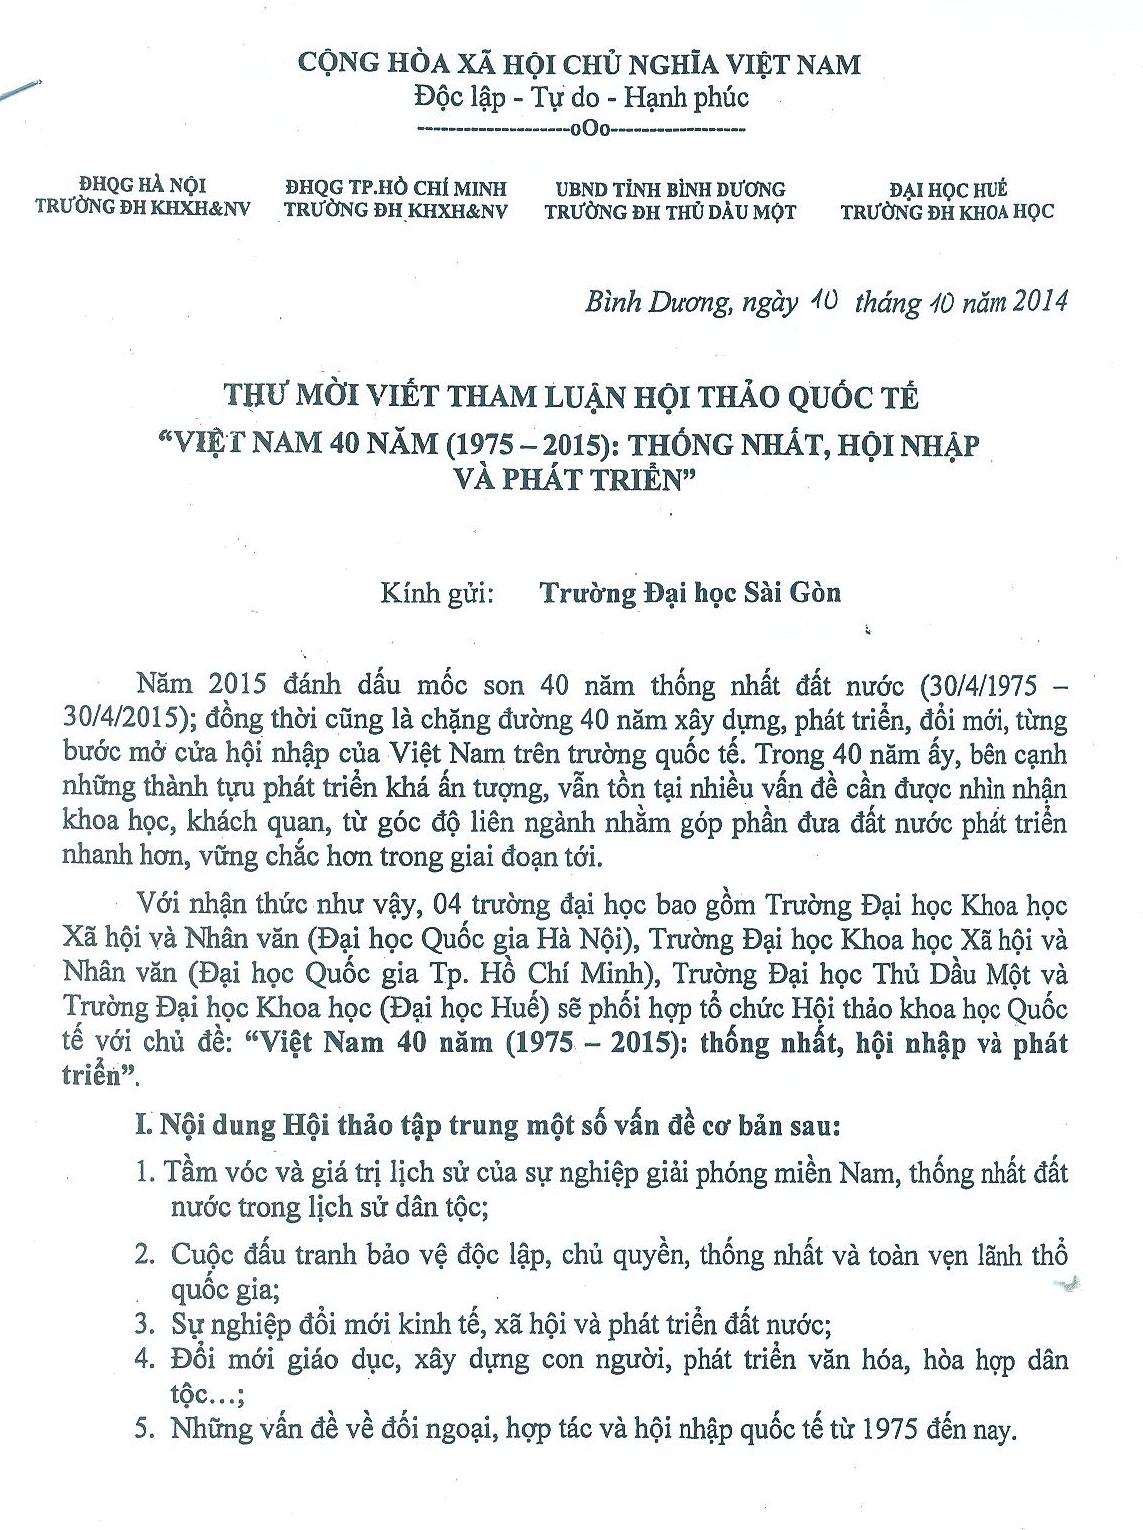 CỘNG HÒA XÃ HỘI CHỦ NGHĨA VIỆT NAM
Độc lập - Tự do - Hạnh phúc
--------------------oOo------------------
ĐHQG HÀ NỘI
TRƯỜNG ĐH KHXH&NV
ĐHQG TP.HỒ CHÍ MINH
TRƯỜNG ĐH KHXH&NV
UBND TỈNH BÌNH DƯƠNG
TRƯỜNG ĐH THỦ DẦU MỘT
ĐẠI HỌC HUẾ
TRƯỜNG ĐH KHOA HỌC
Bình Dương, ngày 10 tháng 10 năm 2014
THƯ MỜI VIẾT THAM LUẬN HỘI THẢO QUỐC TẾ
“VIỆT NAM 40 NĂM (1975 – 2015): THỐNG NHẤT, HỘI NHẬP
VÀ PHÁT TRIỂN”
Kính gửi: Trường Đại học Sài Gòn
Năm 2015 đánh dấu mốc son 40 năm thống nhất đất nước (30/4/1975 –
30/4/2015); đồng thời cũng là chặng đường 40 năm xây dựng, phát triển, đổi mới, từng
bước mở cửa hội nhập của Việt Nam trên trường quốc tế. Trong 40 năm ấy, bên cạnh
những thành tựu phát triển khá ấn tượng, vẫn tồn tại nhiều vấn đề cần được nhìn nhận
khoa học, khách quan, từ góc độ liên ngành nhằm góp phần đưa đất nước phát triển
nhanh hơn, vững chắc hơn trong giai đoạn tới.
Với nhận thức như vậy, 04 trường đại học bao gồm Trường Đại học Khoa học
Xã hội và Nhân văn (Đại học Quốc gia Hà Nội), Trường Đại học Khoa học Xã hội và
Nhân văn (Đại học Quốc gia Tp. Hồ Chí Minh), Trường Đại học Thủ Dầu Một và
Trường Đại học Khoa học (Đại học Huế) sẽ phối hợp tổ chức Hội thảo khoa học Quốc
tế với chủ đề: “Việt Nam 40 năm (1975 – 2015): thống nhất, hội nhập và phát
triển”.
I. Nội dung Hội thảo tập trung một số vấn đề cơ bản sau:
1. Tầm vóc và giá trị lịch sử của sự nghiệp giải phóng miền Nam, thống nhất đất
nước trong lịch sử dân tộc;
2. Cuộc đấu tranh bảo vệ độc lập, chủ quyền, thống nhất và toàn vẹn lãnh thổ
quốc gia;
3. Sự nghiệp đổi mới kinh tế, xã hội và phát triển đất nước;
4. Đổi mới giáo dục, xây dựng con người, phát triển văn hóa, hòa hợp dân
tộc...;
5. Những vấn đề về đối ngoại, hợp tác và hội nhập quốc tế từ 1975 đến nay.